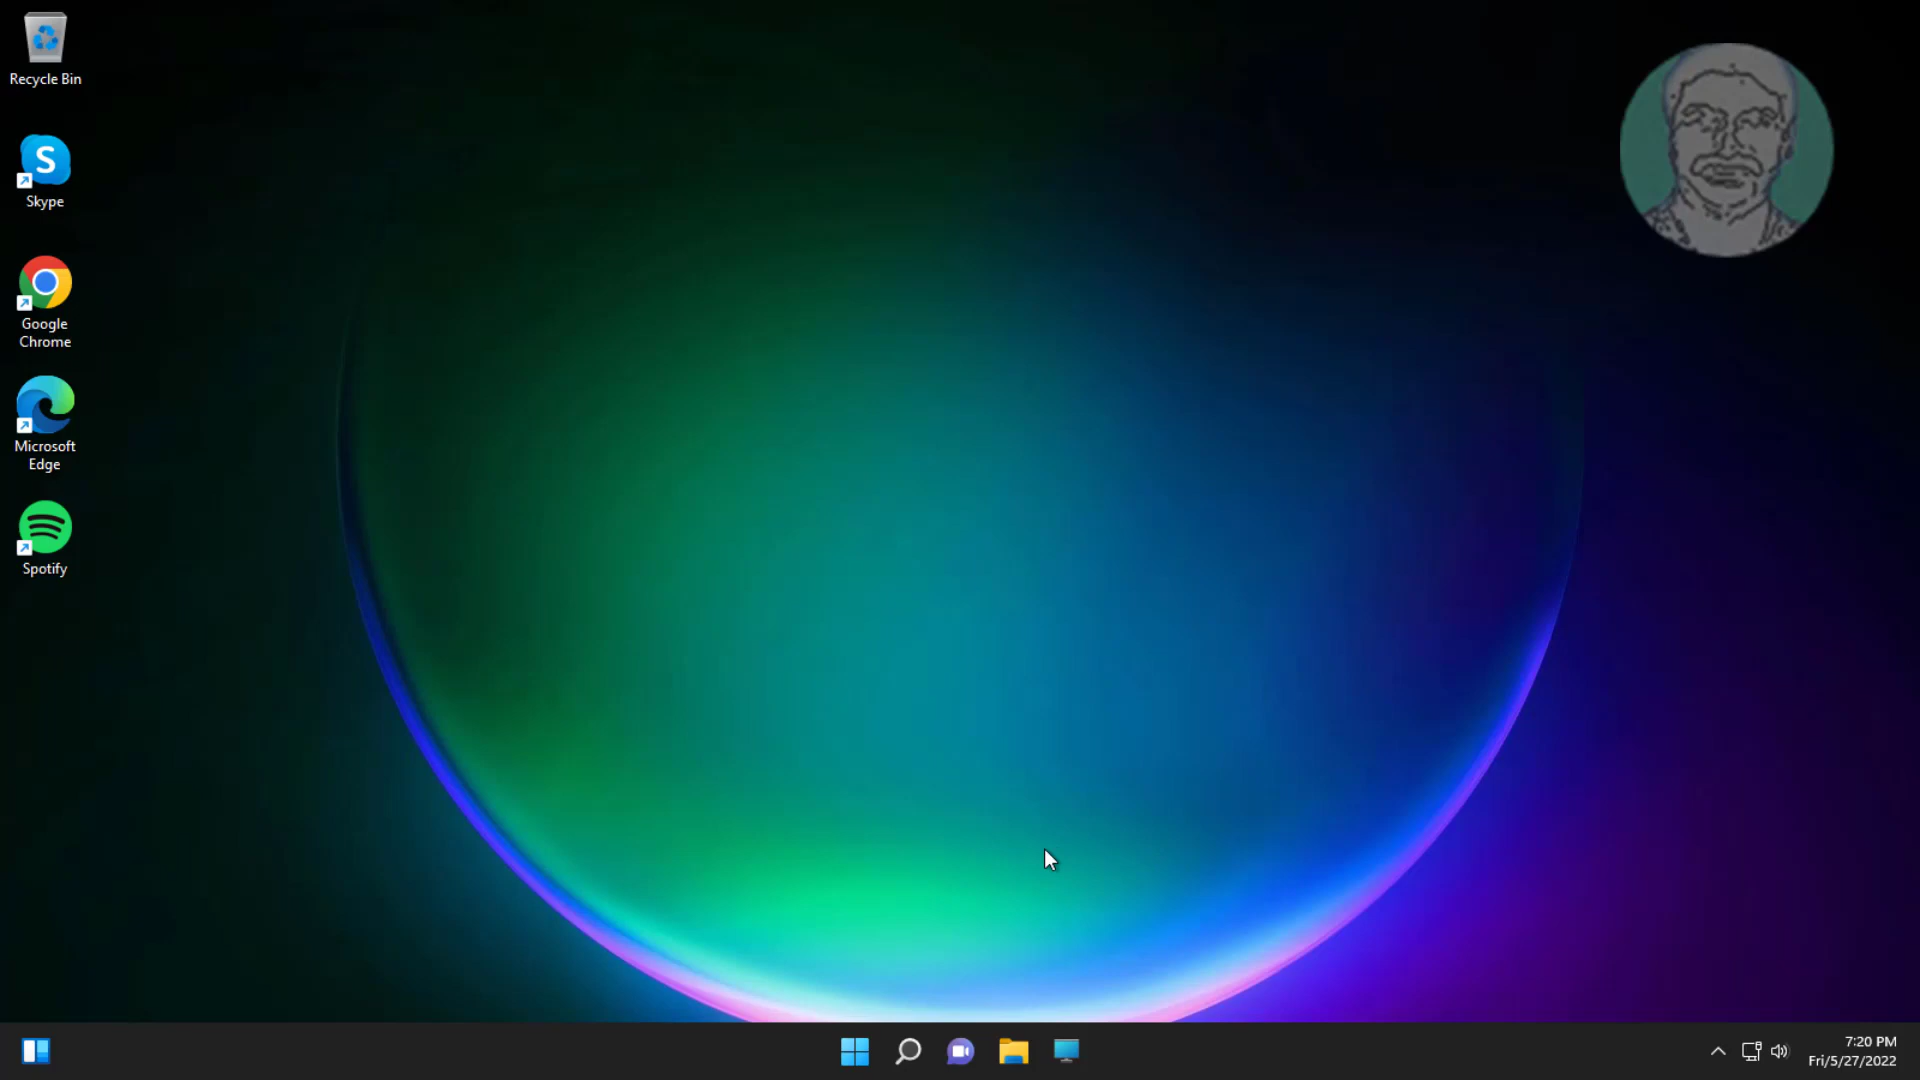 Recycle Bin
S
Skype
Google
Chrome
Microsoft
Edge
Spotify
7:20 PM
Fri/5/27/2022